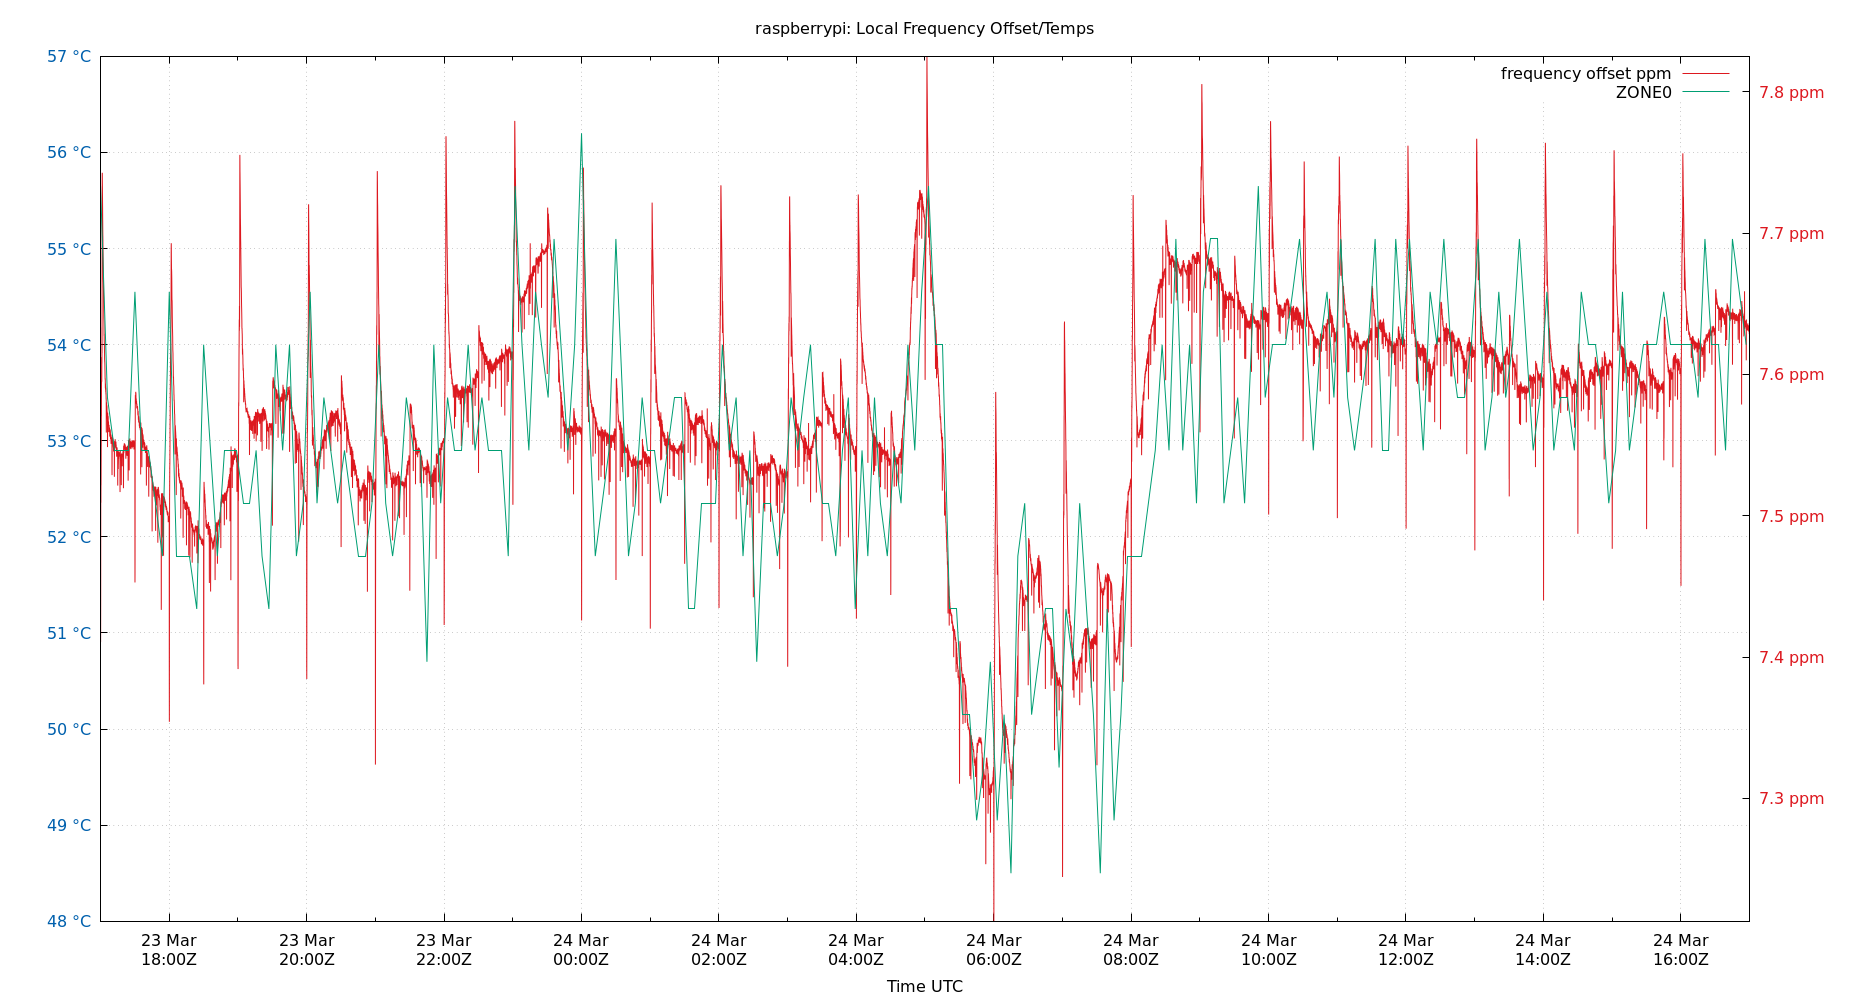 raspberrypi: Local Frequency Offset/Temps
57 °C
56 °C
55 °C
54 °C
53 °C
52 °C
51 °C
50 °C
49 °C
48 °C
frequency offset ppm
ZONE0
7.8 ppm
7.7 ppm
7.6 ppm
7.5 ppm
7.4 ppm
7.3 ppm
23 Mar 23 Mar 23 Mar 24 Mar 24 Mar 24 Mar 24 Mar 24 Mar 24 Mar 24 Mar 24 Mar 24 Mar
18:00Z 20:00Z 22:00Z 00:00Z 02:00Z 04:00Z 06:00Z 08:00Z 10:00Z 12:00Z 14:00Z 16:00Z
Time UTC